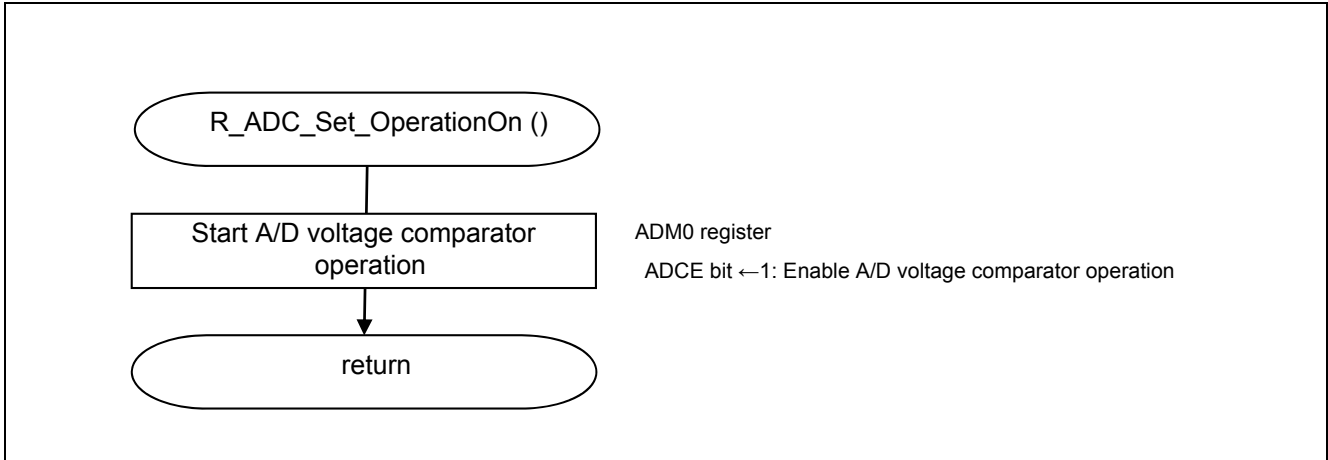 R_ADC_Set_OperationOn ()
Start A/D voltage comparator
operation
ADM0 register
ADCE bit ←1: Enable A/D voltage comparator operation
return